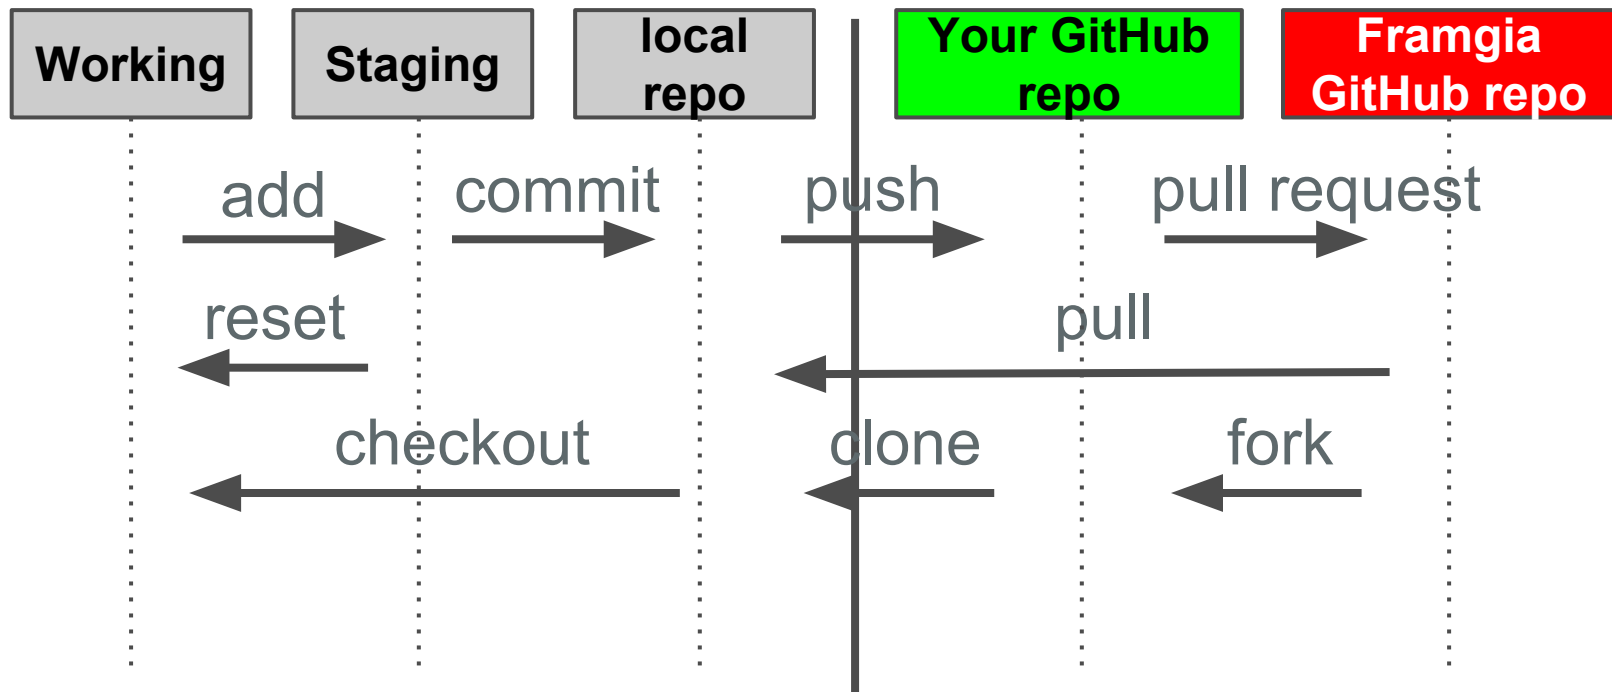 Working
Staging
local
repo
Your GitHub
repo
Framgia
GitHub repo
add
commit
push
pull request
reset
pull
checkout
clone
fork